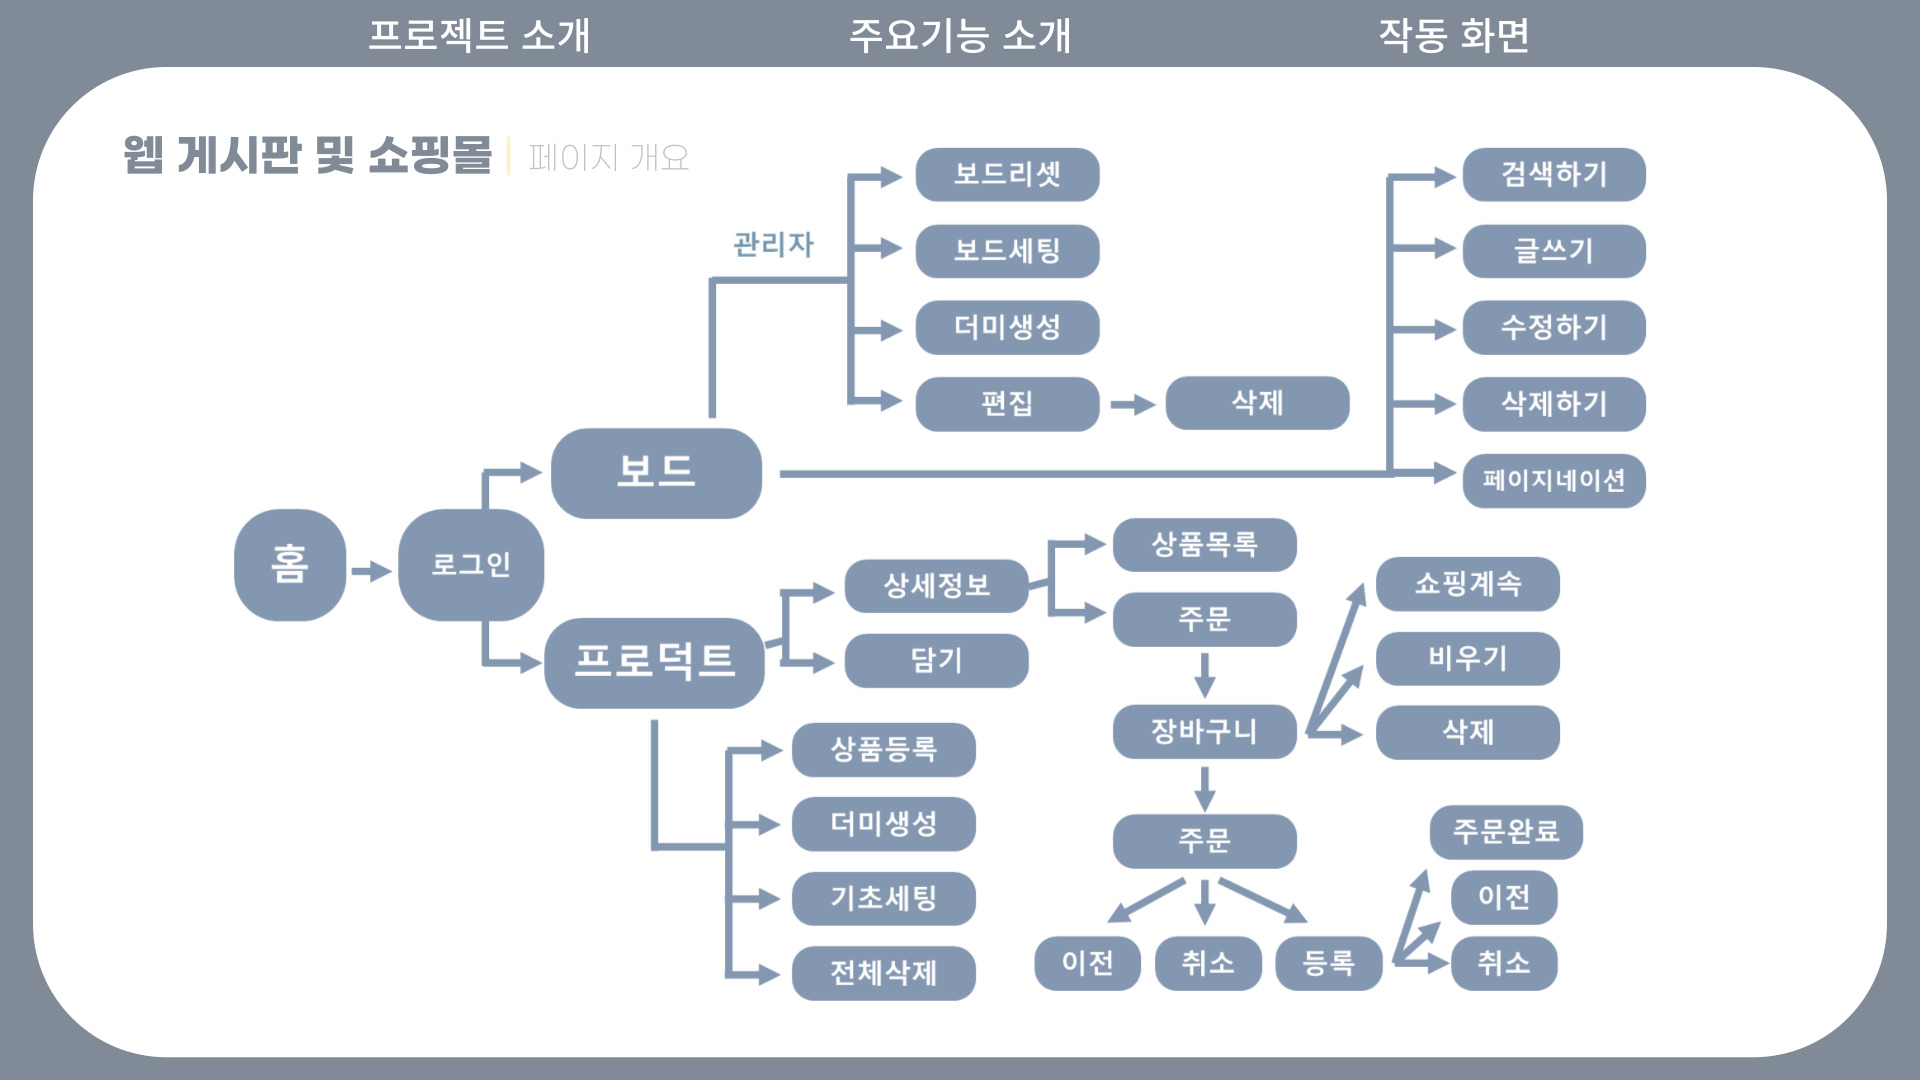 프로젝트 소개
주요기능 소개
작동 화면
웹 게시판 및 쇼핑몰
페이지 개요
관리자
보드리셋
보드세팅
더미생성
편집
삭제
검색하기
글쓰기
수정하기
삭제하기
페이지네이션
보드
홈
로그인
프로덕트
상세정보
담기
상품목록
주문
장바구니
쇼핑계속
비우기
삭제
상품등록
더미생성
기초세팅
전체삭제
주문
이전
취소
등록
주문완료
이전
취소